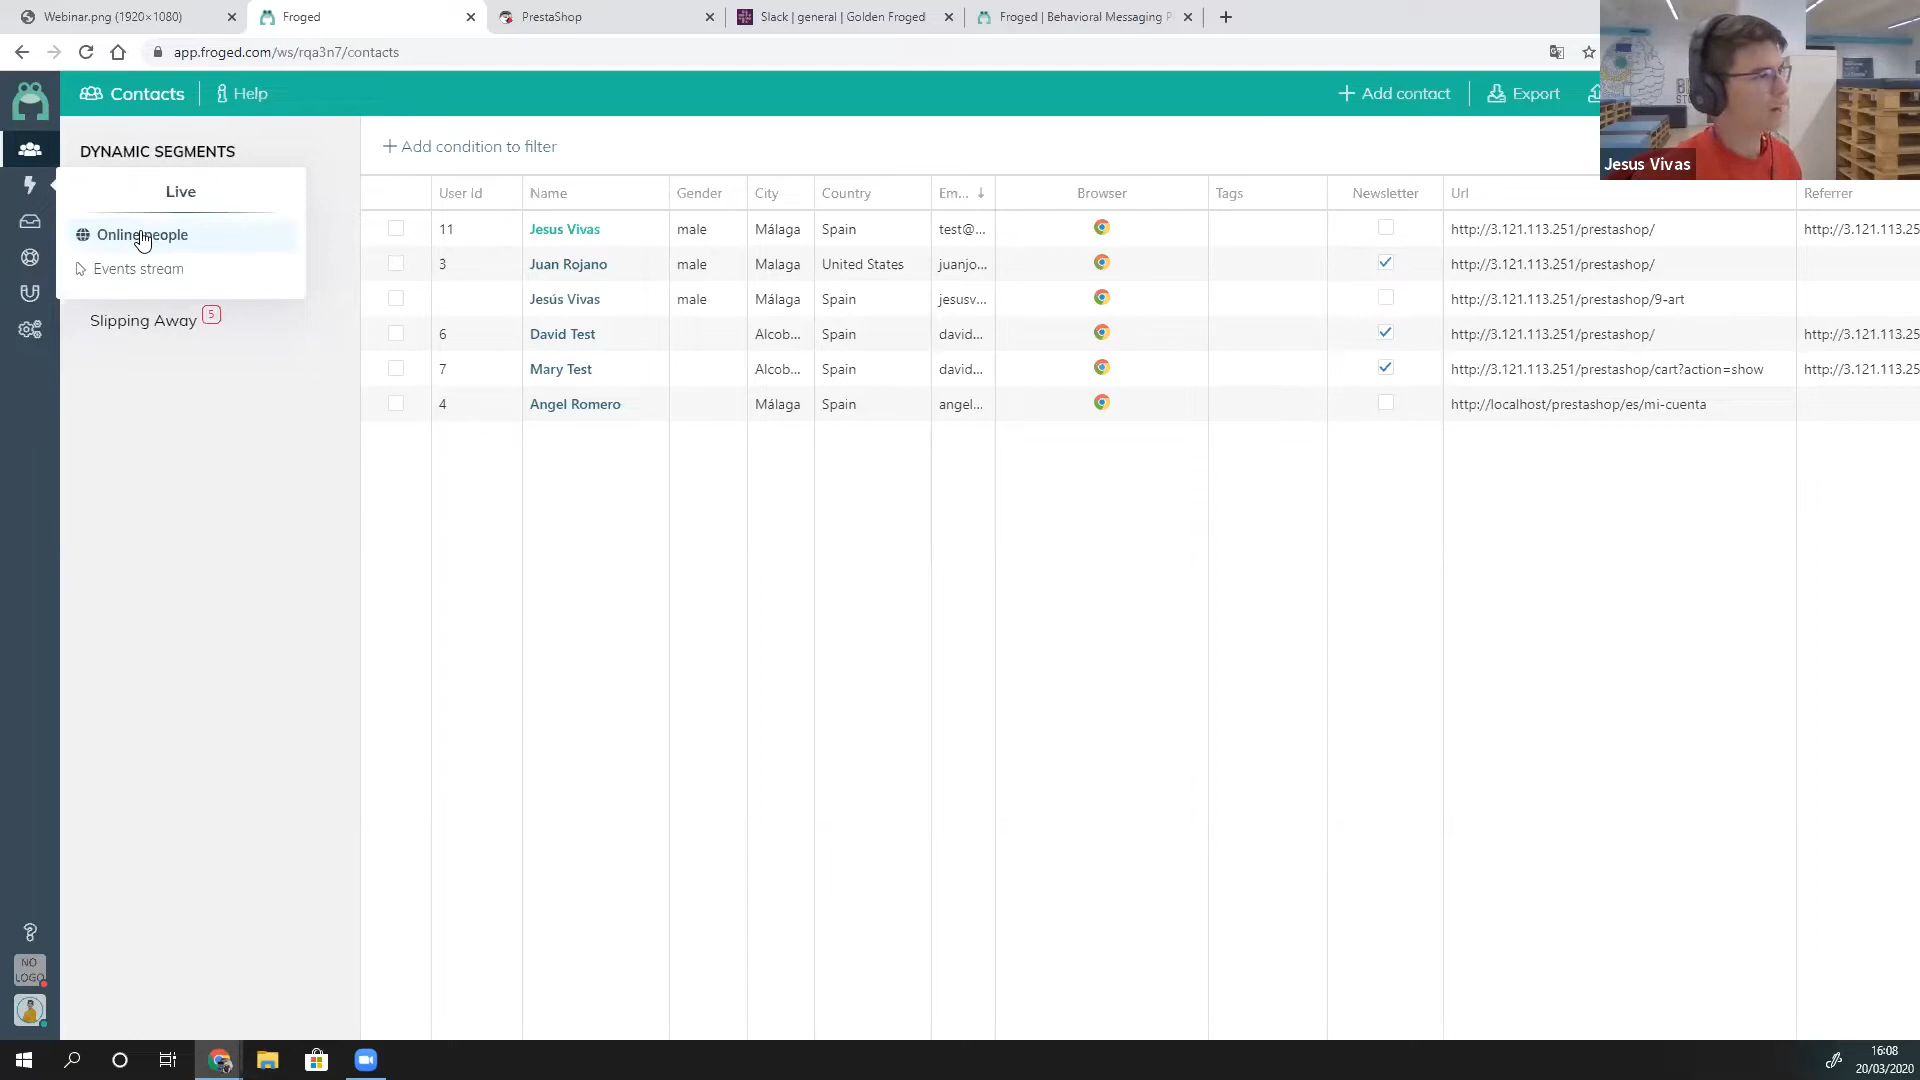 Webinar.png (1920×1080)
Froged
PrestaShop
Slack | general | Golden Froged
Froged | Behavioral Messaging P
app.froged.com/ws/rqa3n7/contacts
Contacts
Help
Add contact
Export
Jesus Vivas
DYNAMIC SEGMENTS
Add condition to filter
Live
Online people
Events stream
Slipping Away 5
User Id Name Gender City Country Em... Browser Tags Newsletter Url Referrer
11 Jesus Vivas male Málaga Spain test@... http://3.121.113.251/prestashop/ http://3.121.113.25
3 Juan Rojano male Malaga United States juanjo... http://3.121.113.251/prestashop/
Jesús Vivas male Málaga Spain jesusv... http://3.121.113.251/prestashop/9-art
6 David Test Alcob... Spain david... http://3.121.113.251/prestashop/ http://3.121.113.25
7 Mary Test Alcob... Spain david... http://3.121.113.251/prestashop/cart?action=show http://3.121.113.25
4 Angel Romero Málaga Spain angel... http://localhost/prestashop/es/mi-cuenta
NO
LOGO
16:08
20/03/2020